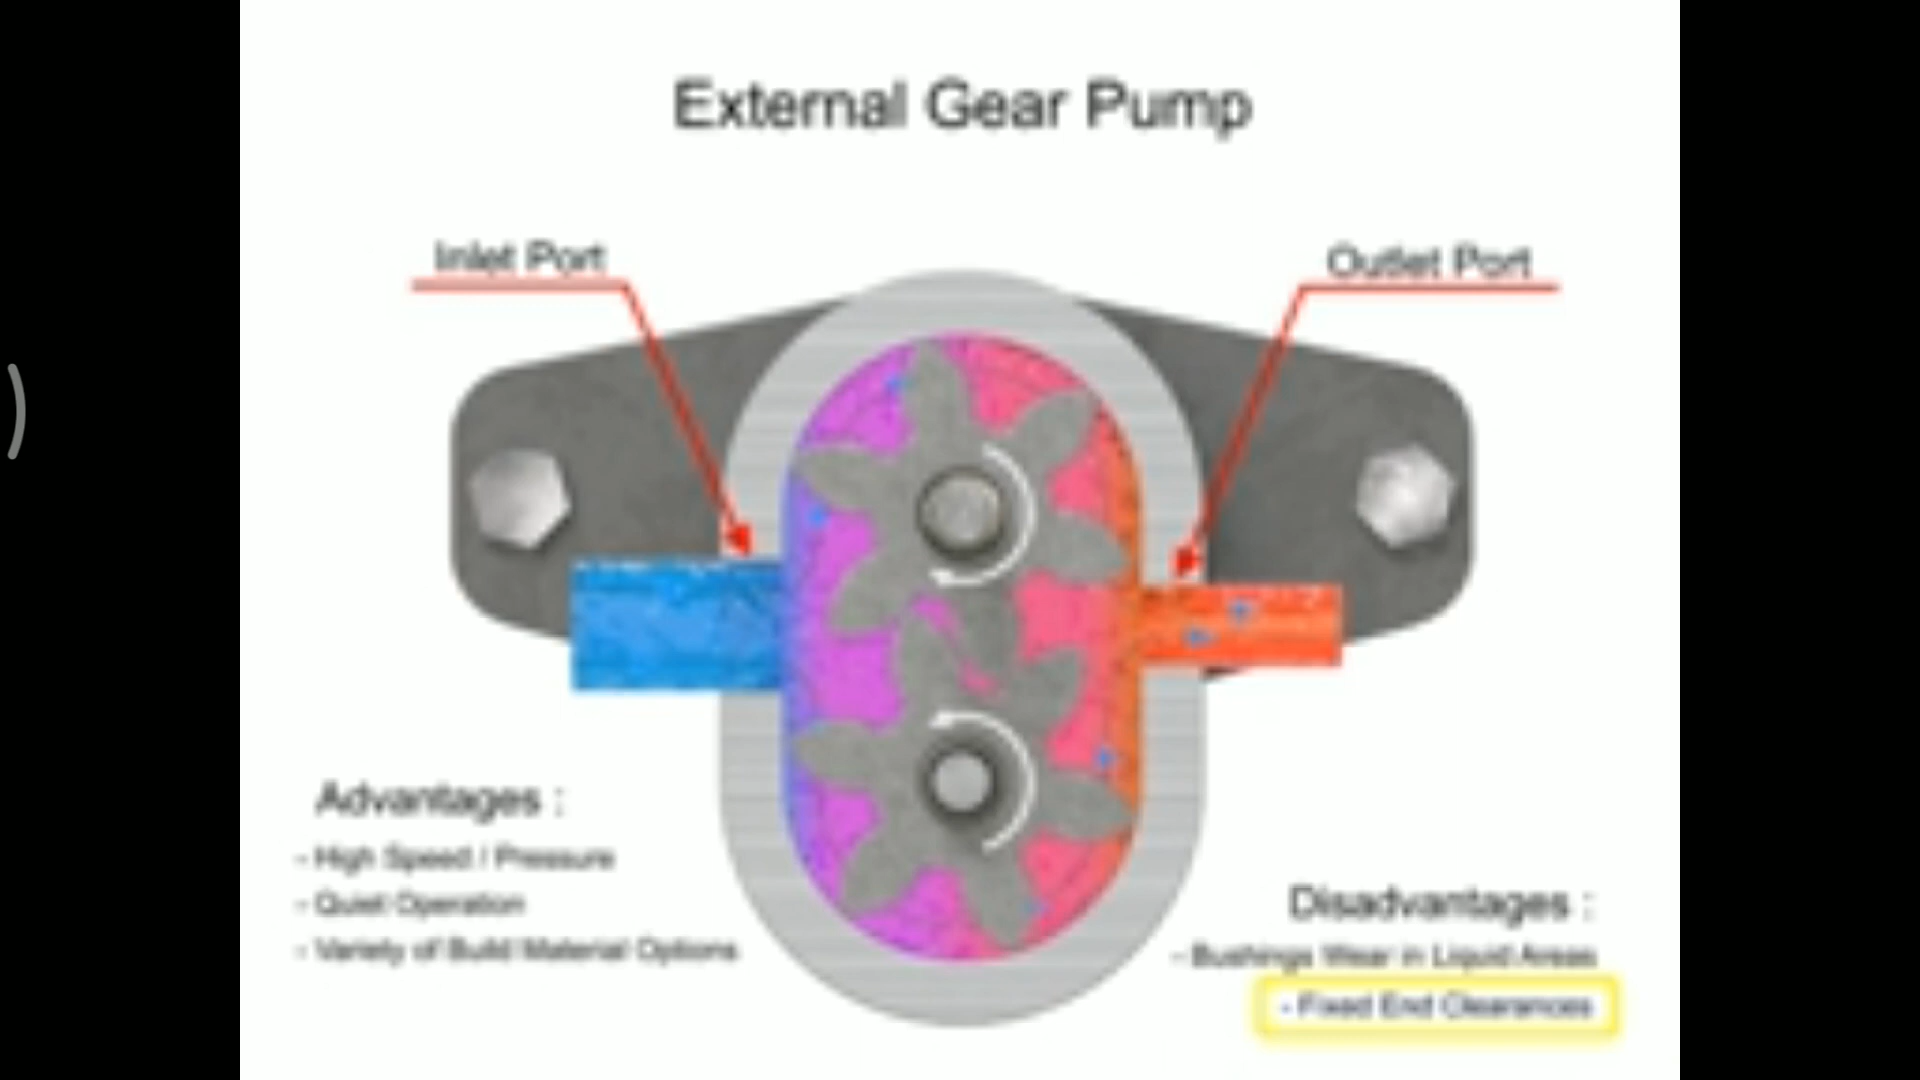 External Gear Pump
Inlet Port
Outlet Port
Advantages :
- High Speed / Pressure
- Quiet Operation
- Variety of Build Material Options
Disadvantages :
- Bushings Wear in Liquid Areas
- Fixed End Clearances